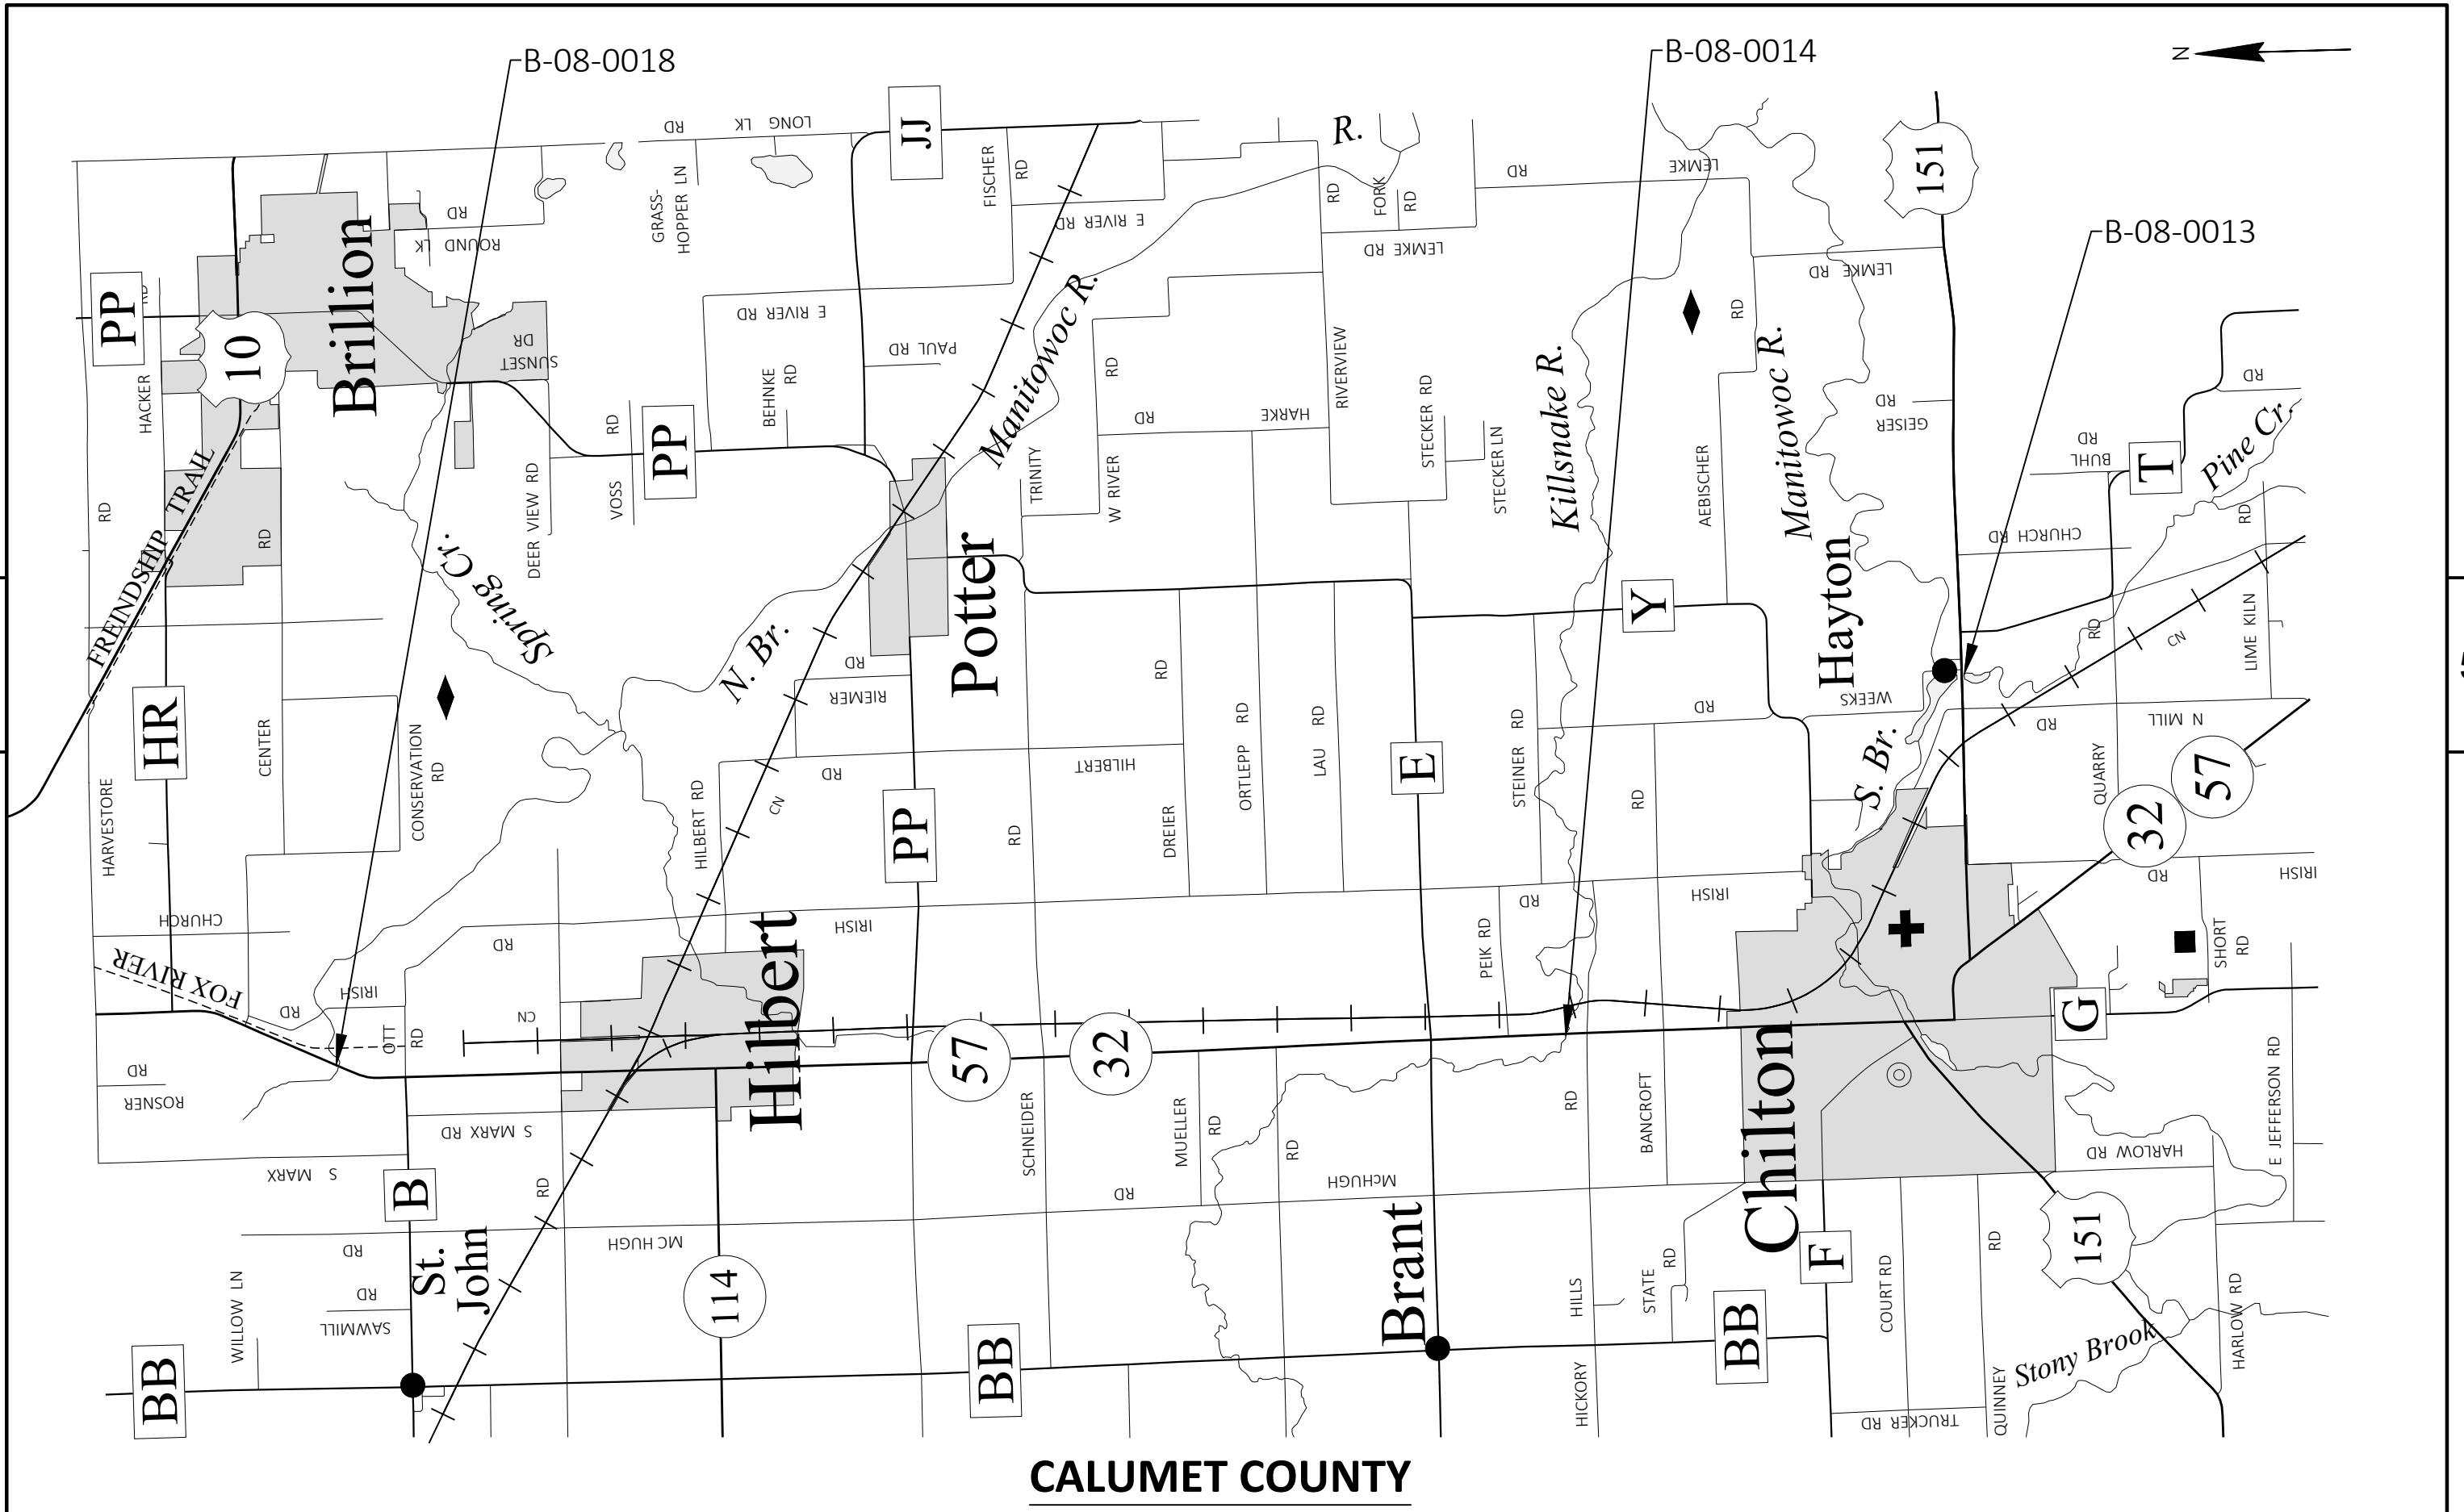 B-08-0018
B-08-0014
N
B-08-0013
RD
LONG LK
JJ
R.
151
PP
RD
HACKER
10
Brillion
RD
ROUND LK
GRASS-
HOPPER LN
FISCHER
RD
E RIVER RD
RD
FORK
RD
LEMKE RD
RD
LEMKE
LEMKE RD
SUNSET
DR
E RIVER RD
PAUL RD
BEHNKE
RD
Manitowoc R.
RD
RD
HARKE
RIVERVIEW
STECKER RD
STECKER LN
Killsnake R.
RD
AEBISCHER
Manitowoc R.
RD
GEISER
RD
Pine Cr.
RD
BUHL
T
FREINDSHIP TRAIL
RD
RD
DEER VIEW RD
RD
VOSS
PP
TRINITY
W RIVER
CHURCH RD
RD
Spring Cr.
N. Br.
Potter
RD
RIEMER
RD
Y
Hayton
WEEKS
RD
CN
LIME KILN
HR
HARVESTORE
CENTER
CONSERVATION
RD
HILBERT RD
CN
RD
HILBERT
PP
RD
DREIER
ORTLEPP RD
LAU RD
E
STEINER RD
RD
RD
S. Br.
RD
N MILL
QUARRY
32
57
CHURCH
FOX RIVER
RD
IRISH
OTT
RD
RD
CN
Hilbert
IRISH
57
32
PEIK RD
RD
IRISH
RD
IRISH
SHORT
RD
G
RD
ROSNER
S MARX
S MARX RD
RD
B
St.
John
MC HUGH
RD
RD
SAWMILL
WILLOW LN
114
SCHNEIDER
RD
MUELLER
RD
RD
McHUGH
Brant
RD
HILLS
HICKORY
BANCROFT
STATE
RD
Chilton
F
COURT RD
RD
QUINNEY
HARLOW RD
E JEFFERSON RD
151
HARLOW RD
Stony Brook
TRUCKER RD
BB
BB
BB
CALUMET COUNTY